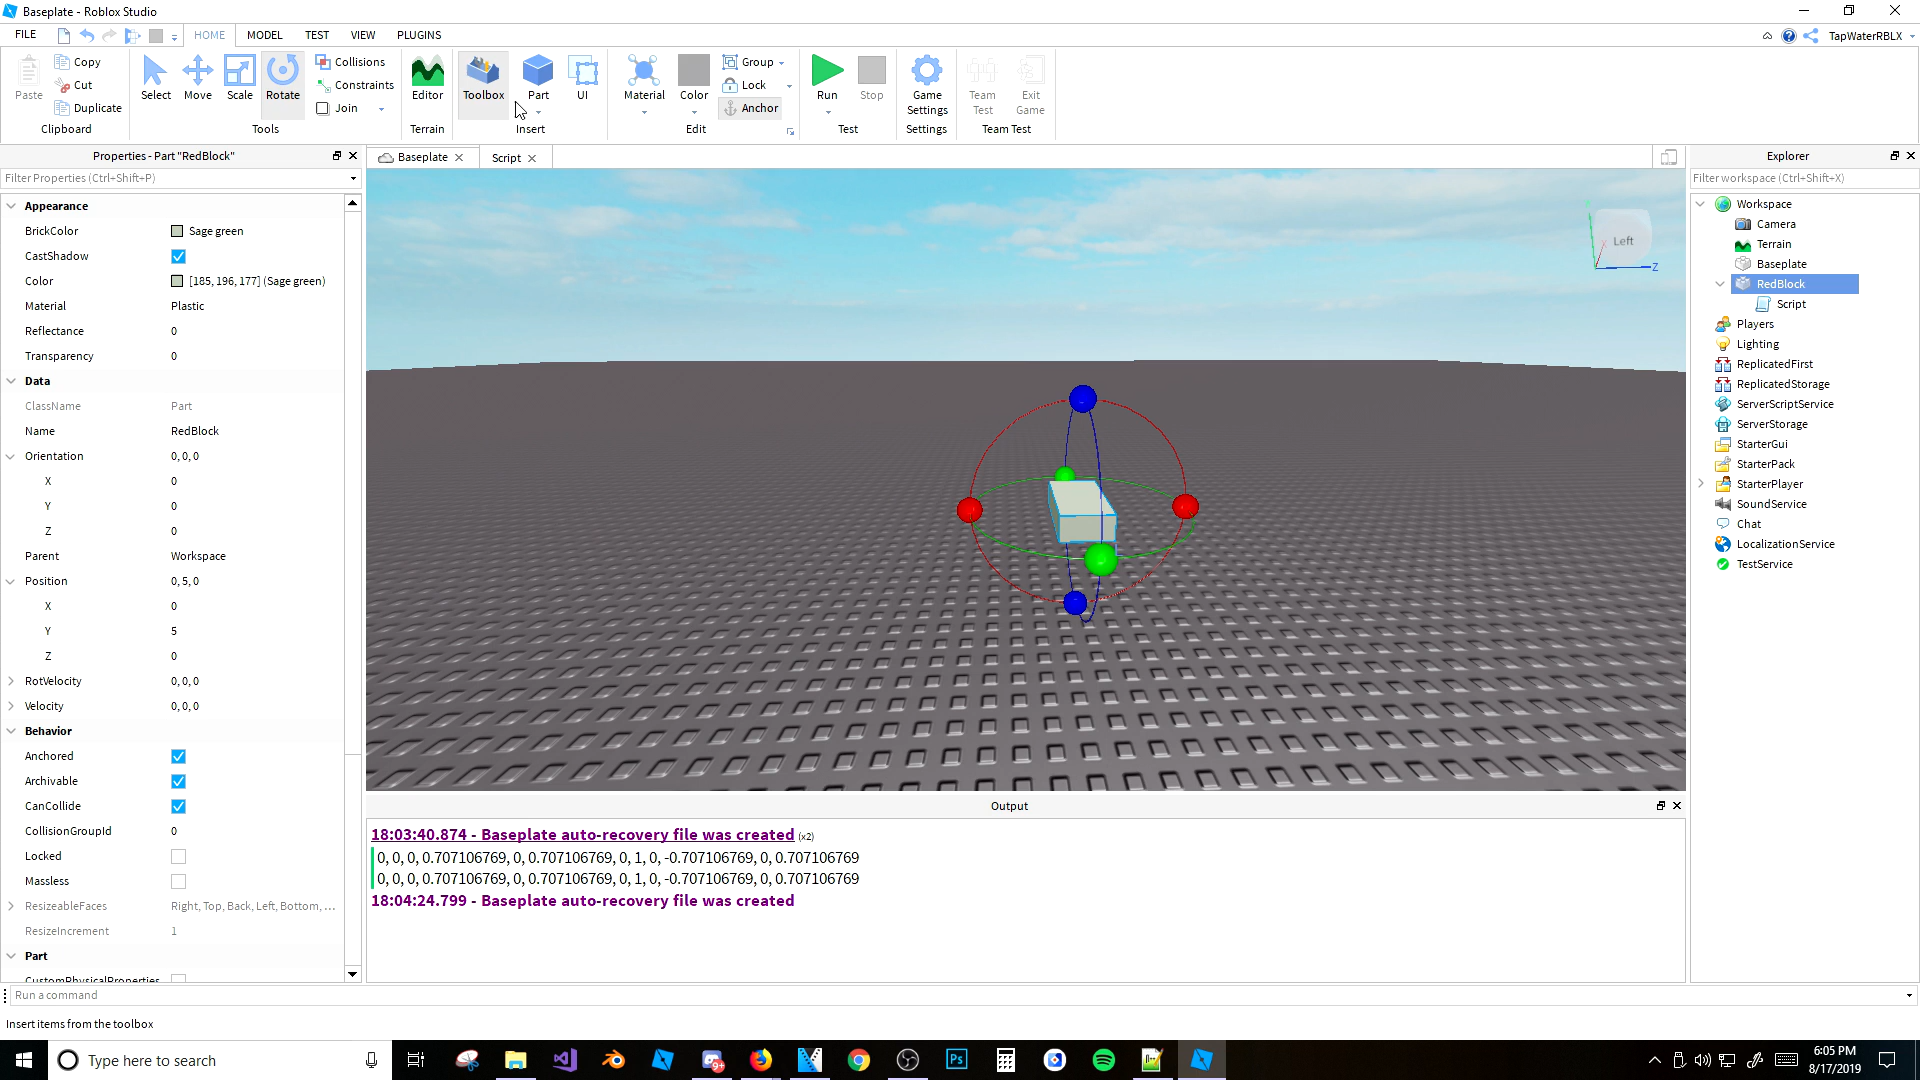 Baseplate - Roblox Studio
FILE HOME MODEL TEST VIEW PLUGINS TapWaterRBLX
Paste Copy Cut Duplicate
Select Move Scale Rotate
Collisions Constraints Join
Editor Toolbox Part UI
Material Color Group Lock Anchor
Run Stop Game Settings Team Test Exit Game
Clipboard Tools Terrain Insert Edit Test Settings Team Test
Properties - Part "RedBlock"
Filter Properties (Ctrl+Shift+P)
Appearance
BrickColor Sage green
CastShadow
Color [185, 196, 177] (Sage green)
Material Plastic
Reflectance 0
Transparency 0
Data
ClassName Part
Name RedBlock
Orientation 0, 0, 0
X 0
Y 0
Z 0
Parent Workspace
Position 0, 5, 0
X 0
Y 5
Z 0
RotVelocity 0, 0, 0
Velocity 0, 0, 0
Behavior
Anchored
Archivable
CanCollide
CollisionGroupId 0
Locked
Massless
ResizeableFaces Right, Top, Back, Left, Bottom, ...
ResizeIncrement 1
Part
CustomPhysicalProperties
Baseplate Script
Left
X
Z
Output
18:03:40.874 - Baseplate auto-recovery file was created (x2)
0, 0, 0, 0.707106769, 0, 0.707106769, 0, 1, 0, -0.707106769, 0, 0.707106769
0, 0, 0, 0.707106769, 0, 0.707106769, 0, 1, 0, -0.707106769, 0, 0.707106769
18:04:24.799 - Baseplate auto-recovery file was created
Explorer
Filter workspace (Ctrl+Shift+X)
Workspace
Camera
Terrain
Baseplate
RedBlock
Script
Players
Lighting
ReplicatedFirst
ReplicatedStorage
ServerScriptService
ServerStorage
StarterGui
StarterPack
StarterPlayer
SoundService
Chat
LocalizationService
TestService
Run a command
Insert items from the toolbox
Type here to search
9+
Ps
6:05 PM
8/17/2019